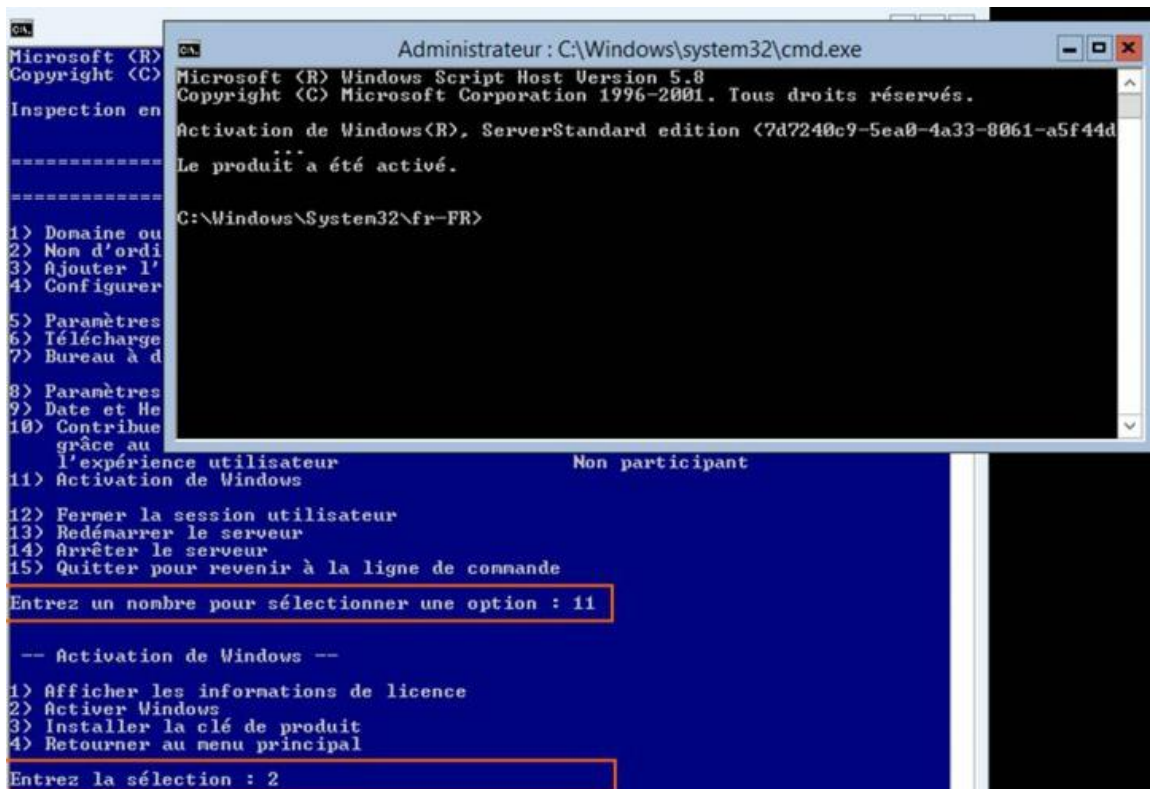 Microsoft (R)
Copyright (C)
Inspection en
==============
==============
1) Domaine ou
2) Nom d'ordi
3) Ajouter l'
4) Configurer
5) Paramètres
6) Télécharge
7) Bureau à d
8) Paramètres
9) Date et He
10) Contribue
grâce au
l'expérience utilisateur Non participant
11) Activation de Windows
12) Fermer la session utilisateur
13) Redémarrer le serveur
14) Arrêter le serveur
15) Quitter pour revenir à la ligne de commande
Entrez un nombre pour sélectionner une option : 11
-- Activation de Windows --
1) Afficher les informations de licence
2) Activer Windows
3) Installer la clé de produit
4) Retourner au menu principal
Entrez la sélection : 2
Administrateur : C:\Windows\system32\cmd.exe
Microsoft (R) Windows Script Host Version 5.8
Copyright (C) Microsoft Corporation 1996-2001. Tous droits réservés.
Activation de Windows(R), ServerStandard edition (7d7240c9-5ea0-4a33-8061-a5f44d
...
Le produit a été activé.
C:\Windows\System32\fr-FR>